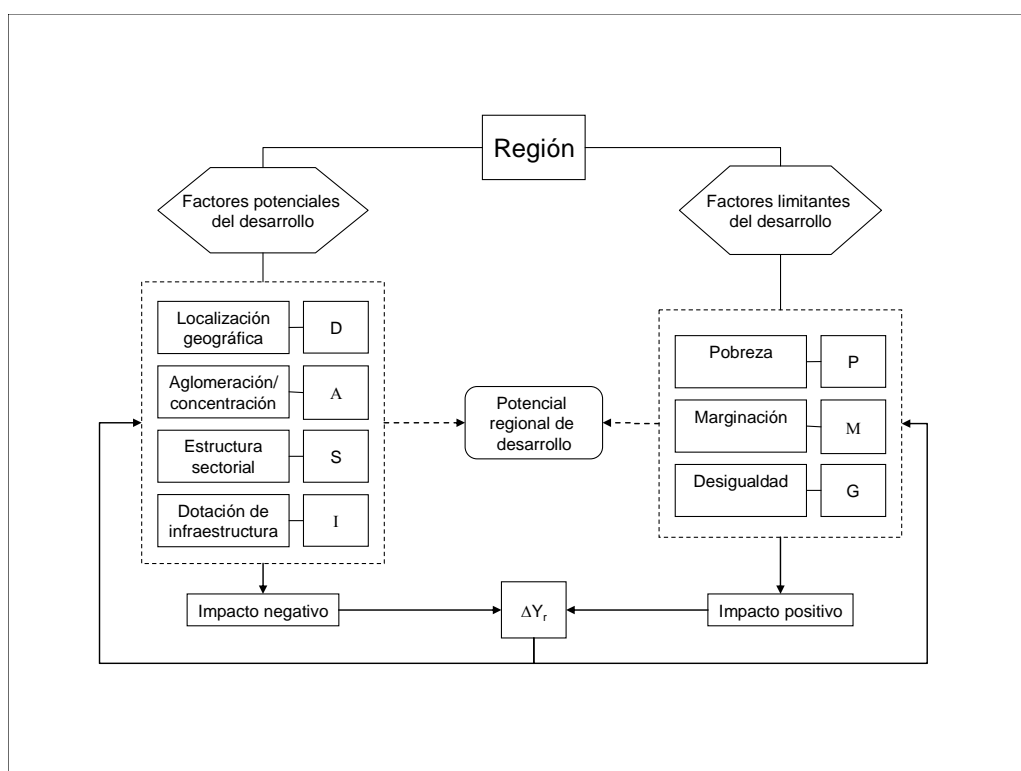 Región
Factores potenciales
del desarrollo
Factores limitantes
del desarrollo
Localización
geográfica
D
Aglomeración/
concentración
A
Estructura
sectorial
S
Dotación de
infraestructura
I
Potencial
regional de
desarrollo
Pobreza
P
Marginación
M
Desigualdad
G
Impacto negativo
ΔYr
Impacto positivo